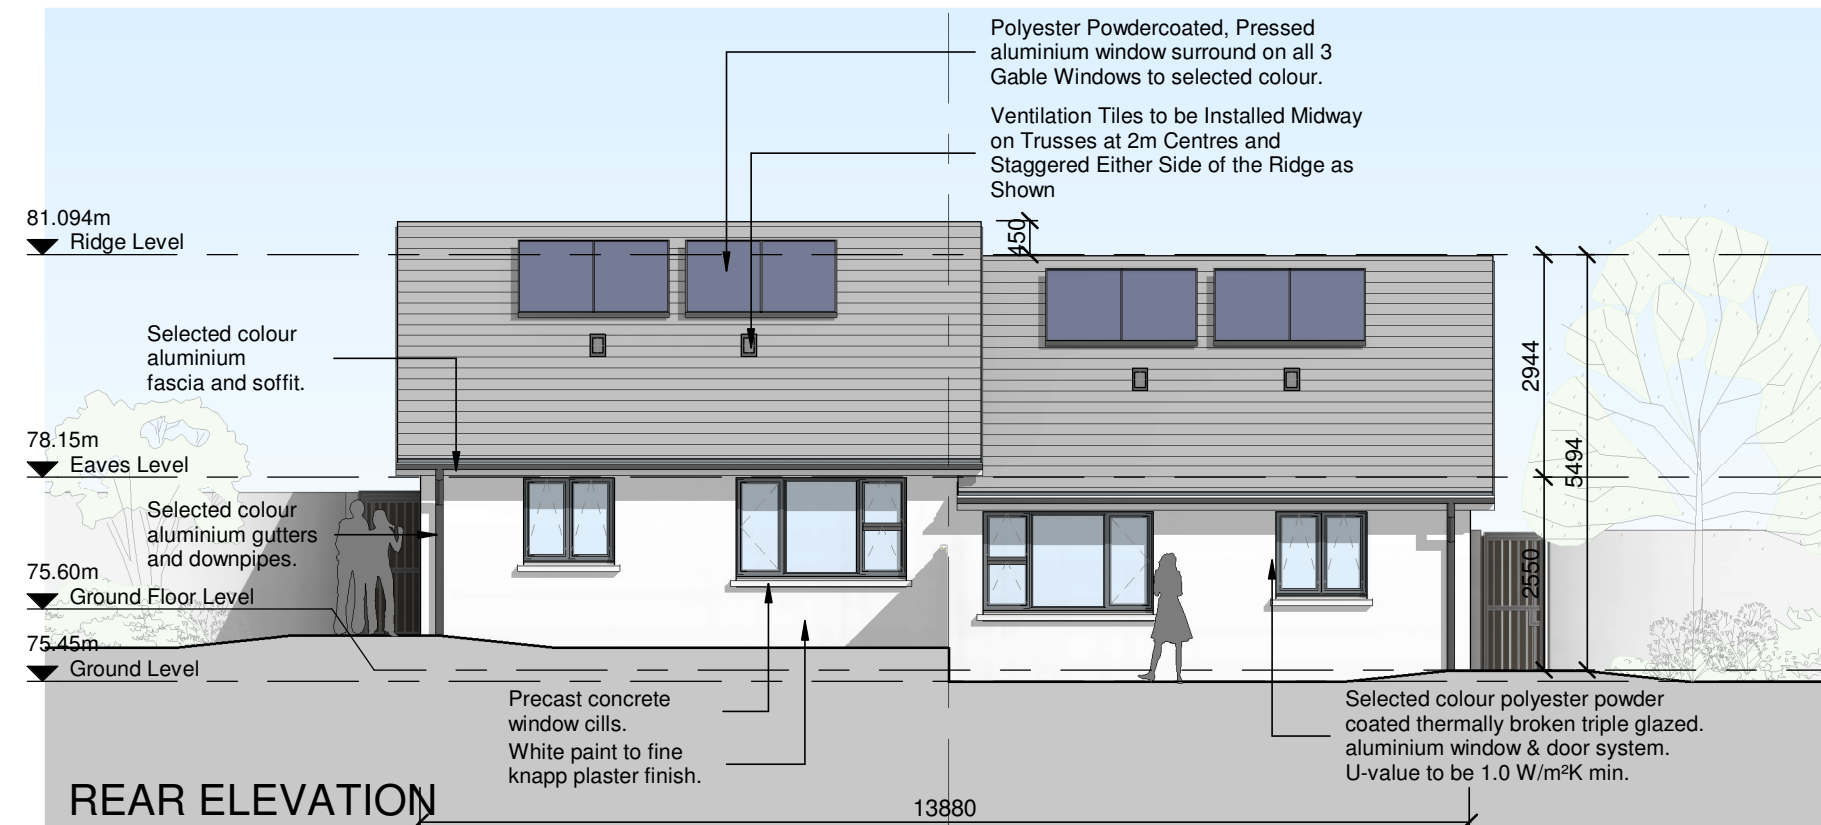 Polyester Powdercoated, Pressed
aluminium window surround on all 3
Gable Windows to selected colour.
Ventilation Tiles to be Installed Midway
on Trusses at 2m Centres and
Staggered Either Side of the Ridge as
Shown
81.094m
Ridge Level
450
Selected colour
aluminium
fascia and soffit.
2944
5494
78.15m
Eaves Level
Selected colour
aluminium gutters
and downpipes.
2550
75.60m
Ground Floor Level
75.45m
Ground Level
Precast concrete
window cills.
White paint to fine
knapp plaster finish.
Selected colour polyester powder
coated thermally broken triple glazed.
aluminium window & door system.
U-value to be 1.0 W/m²K min.
REAR ELEVATION
13880